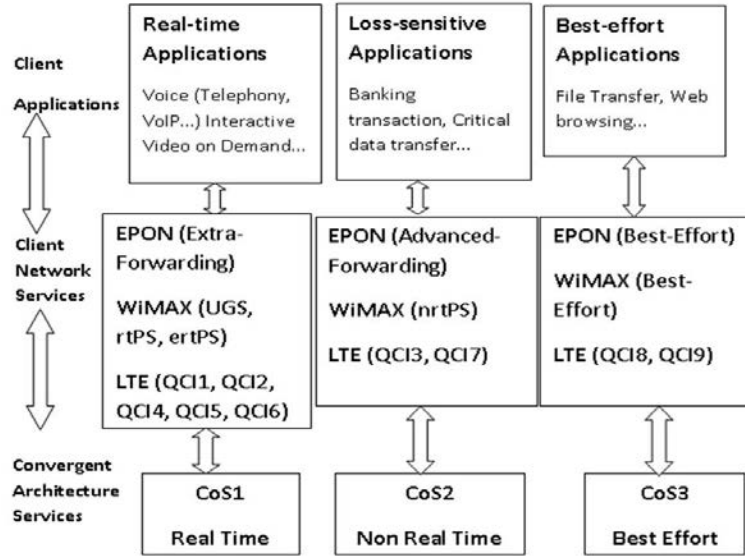 Client
Applications
Real-time
Applications
Voice (Telephony,
VoIP...) Interactive
Video on Demand...
Loss-sensitive
Applications
Banking
transaction, Critical
data transfer...
Best-effort
Applications
File Transfer, Web
browsing...
Client
Network
Services
EPON (Extra-
Forwarding)
WiMAX (UGS,
rtPS, ertPS)
LTE (QCI1, QCI2,
QCI4, QCI5, QCI6)
EPON (Advanced-
Forwarding)
WiMAX (nrtPS)
LTE (QCI3, QCI7)
EPON (Best-Effort)
WiMAX (Best-
Effort)
LTE (QCI8, QCI9)
Convergent
Architecture
Services
CoS1
Real Time
CoS2
Non Real Time
CoS3
Best Effort